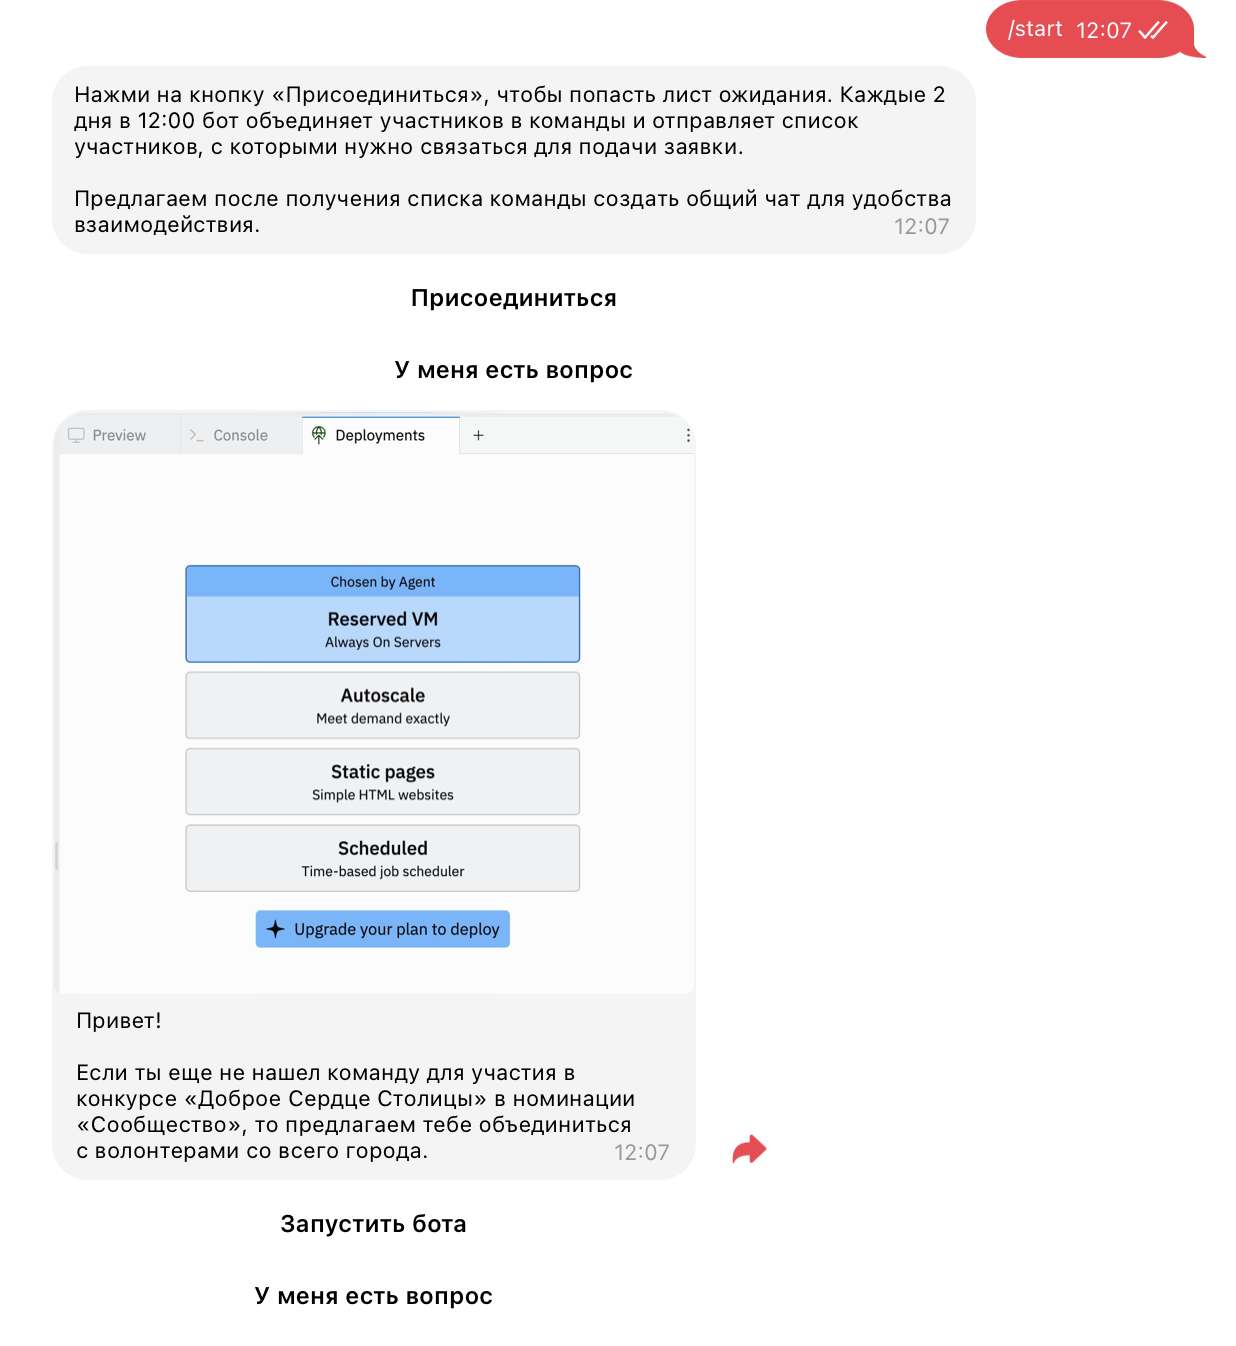 /start 12:07
Нажми на кнопку «Присоединиться», чтобы попасть лист ожидания. Каждые 2
дня в 12:00 бот объединяет участников в команды и отправляет список
участников, с которыми нужно связаться для подачи заявки.
Предлагаем после получения списка команды создать общий чат для удобства
взаимодействия. 12:07
Присоединиться
У меня есть вопрос
Preview Console Deployments +
Chosen by Agent
Reserved VM
Always On Servers
Autoscale
Meet demand exactly
Static pages
Simple HTML websites
Scheduled
Time-based job scheduler
Upgrade your plan to deploy
Привет!
Если ты еще не нашел команду для участия в
конкурсе «Доброе Сердце Столицы» в номинации
«Сообщество», то предлагаем тебе объединиться
с волонтерами со всего города. 12:07
Запустить бота
У меня есть вопрос